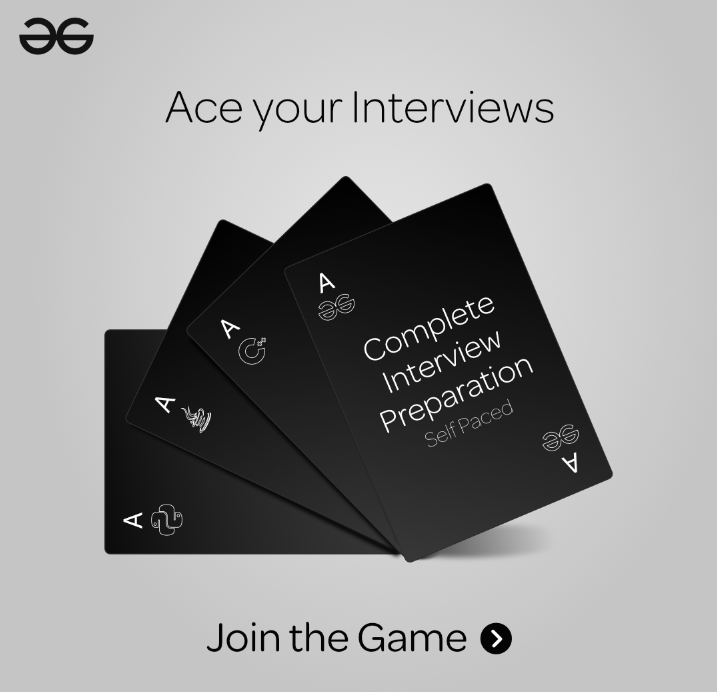 Ace your Interviews
A
Complete
Interview
Preparation
Self Paced
A
A
A
A
Join the Game